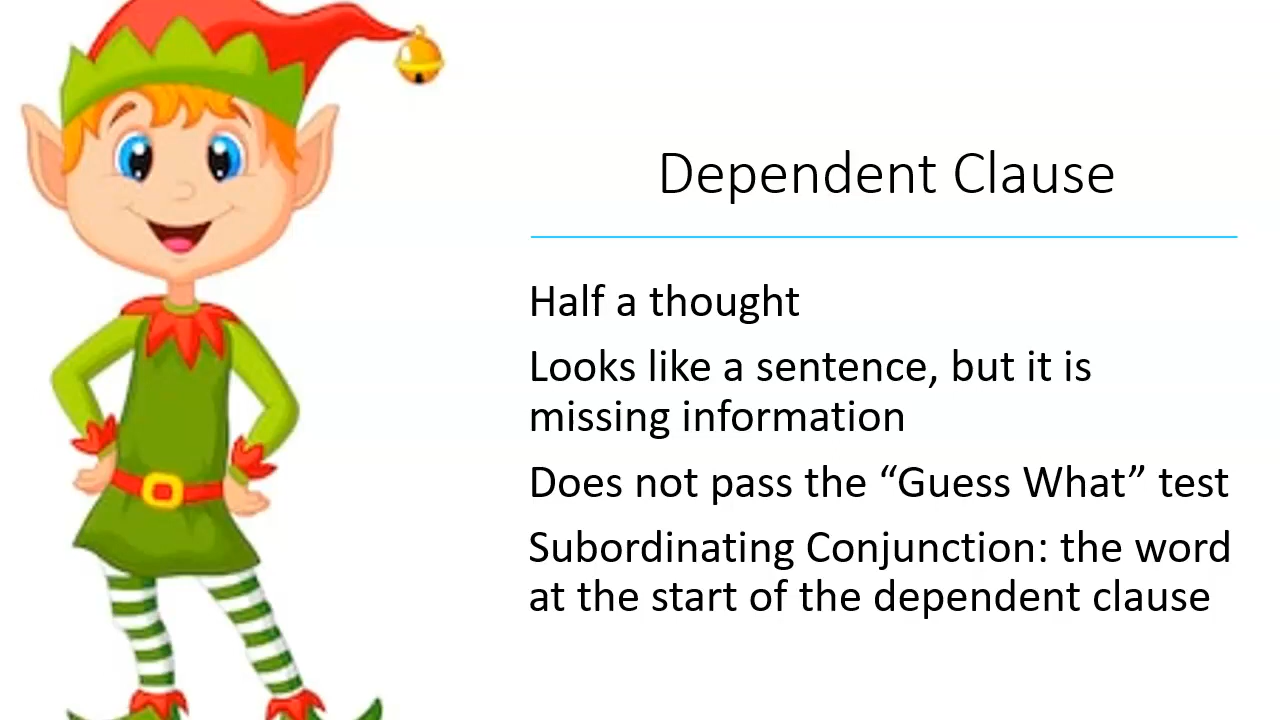 Dependent Clause
Half a thought
Looks like a sentence, but it is
missing information
Does not pass the “Guess What” test
Subordinating Conjunction: the word
at the start of the dependent clause